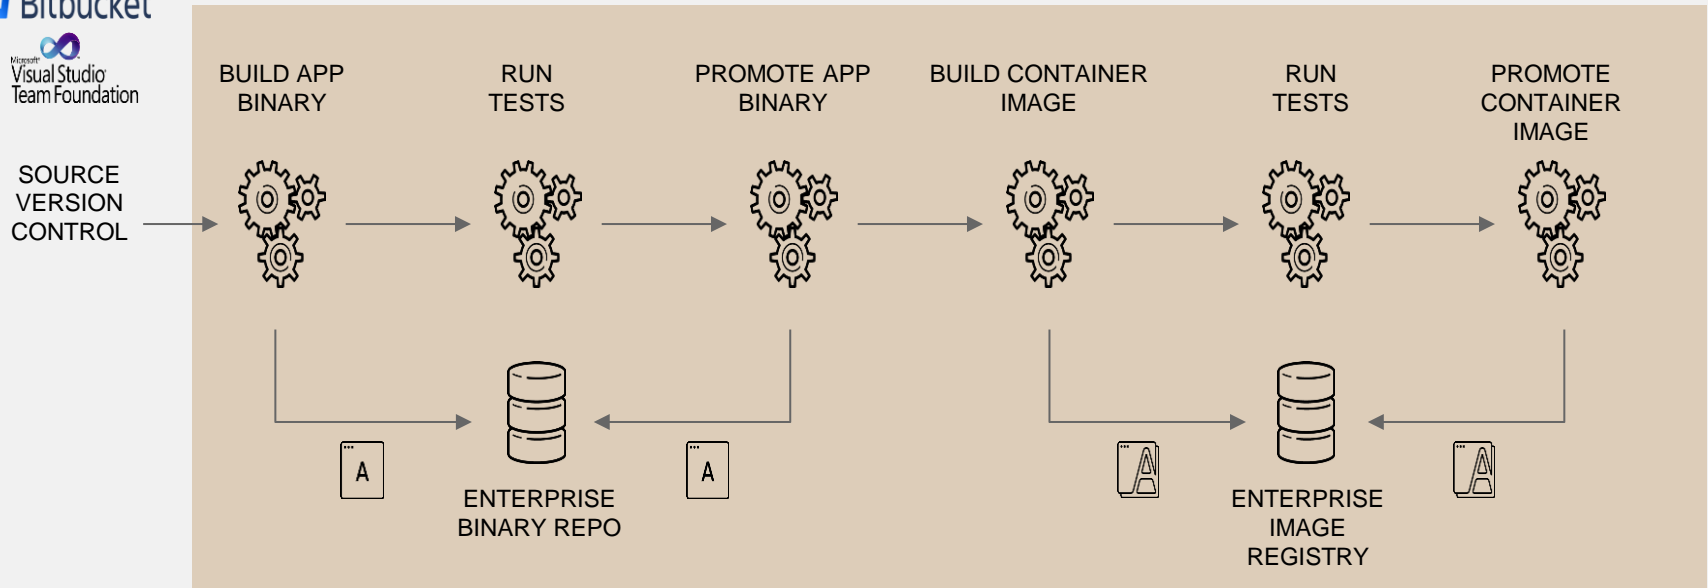 Bitbucket
Microsoft®
Visual Studio
Team Foundation
BUILD APP
BINARY
RUN
TESTS
PROMOTE APP
BINARY
BUILD CONTAINER
IMAGE
RUN
TESTS
PROMOTE
CONTAINER
IMAGE
SOURCE
VERSION
CONTROL
A
A
A
A
ENTERPRISE
BINARY REPO
ENTERPRISE
IMAGE
REGISTRY